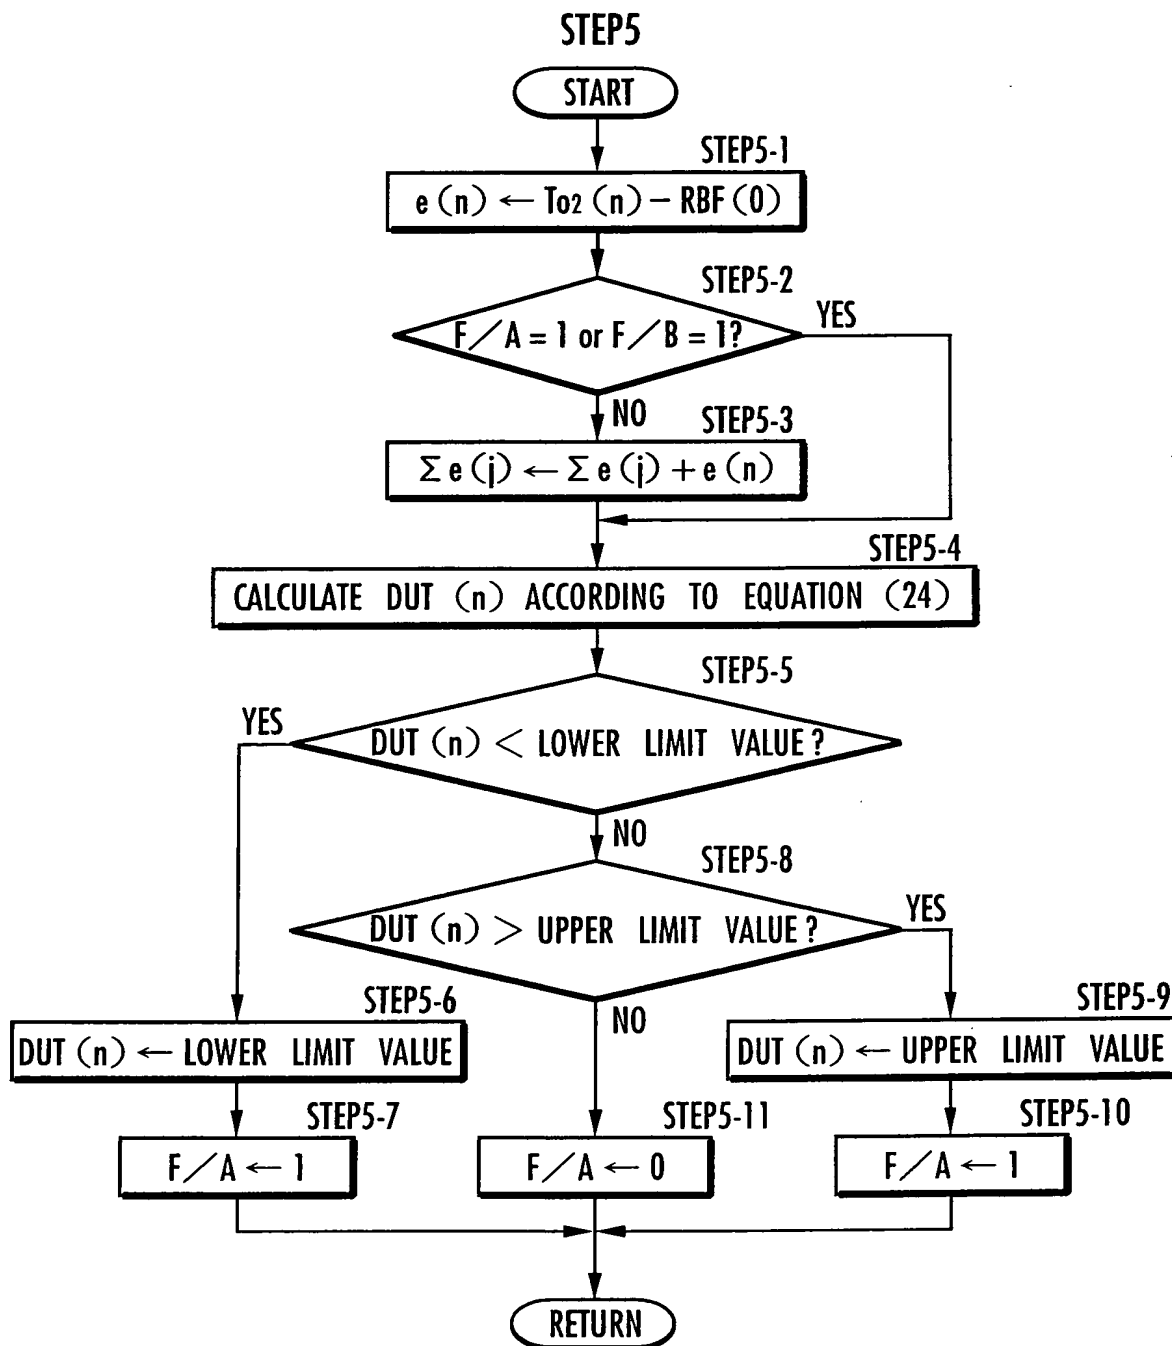 STEP5
START
STEP5-1
e(n) ← To2(n) – RBF(0)
STEP5-2
F/A = 1 or F/B = 1?
YES
NO
STEP5-3
Σe(j) ← Σe(j) + e(n)
STEP5-4
CALCULATE DUT (n) ACCORDING TO EQUATION (24)
STEP5-5
YES
DUT (n) < LOWER LIMIT VALUE?
NO
STEP5-8
YES
DUT (n) > UPPER LIMIT VALUE?
NO
STEP5-6
DUT (n) ← LOWER LIMIT VALUE
STEP5-9
DUT (n) ← UPPER LIMIT VALUE
STEP5-7
F/A ← 1
STEP5-11
F/A ← 0
STEP5-10
F/A ← 1
RETURN